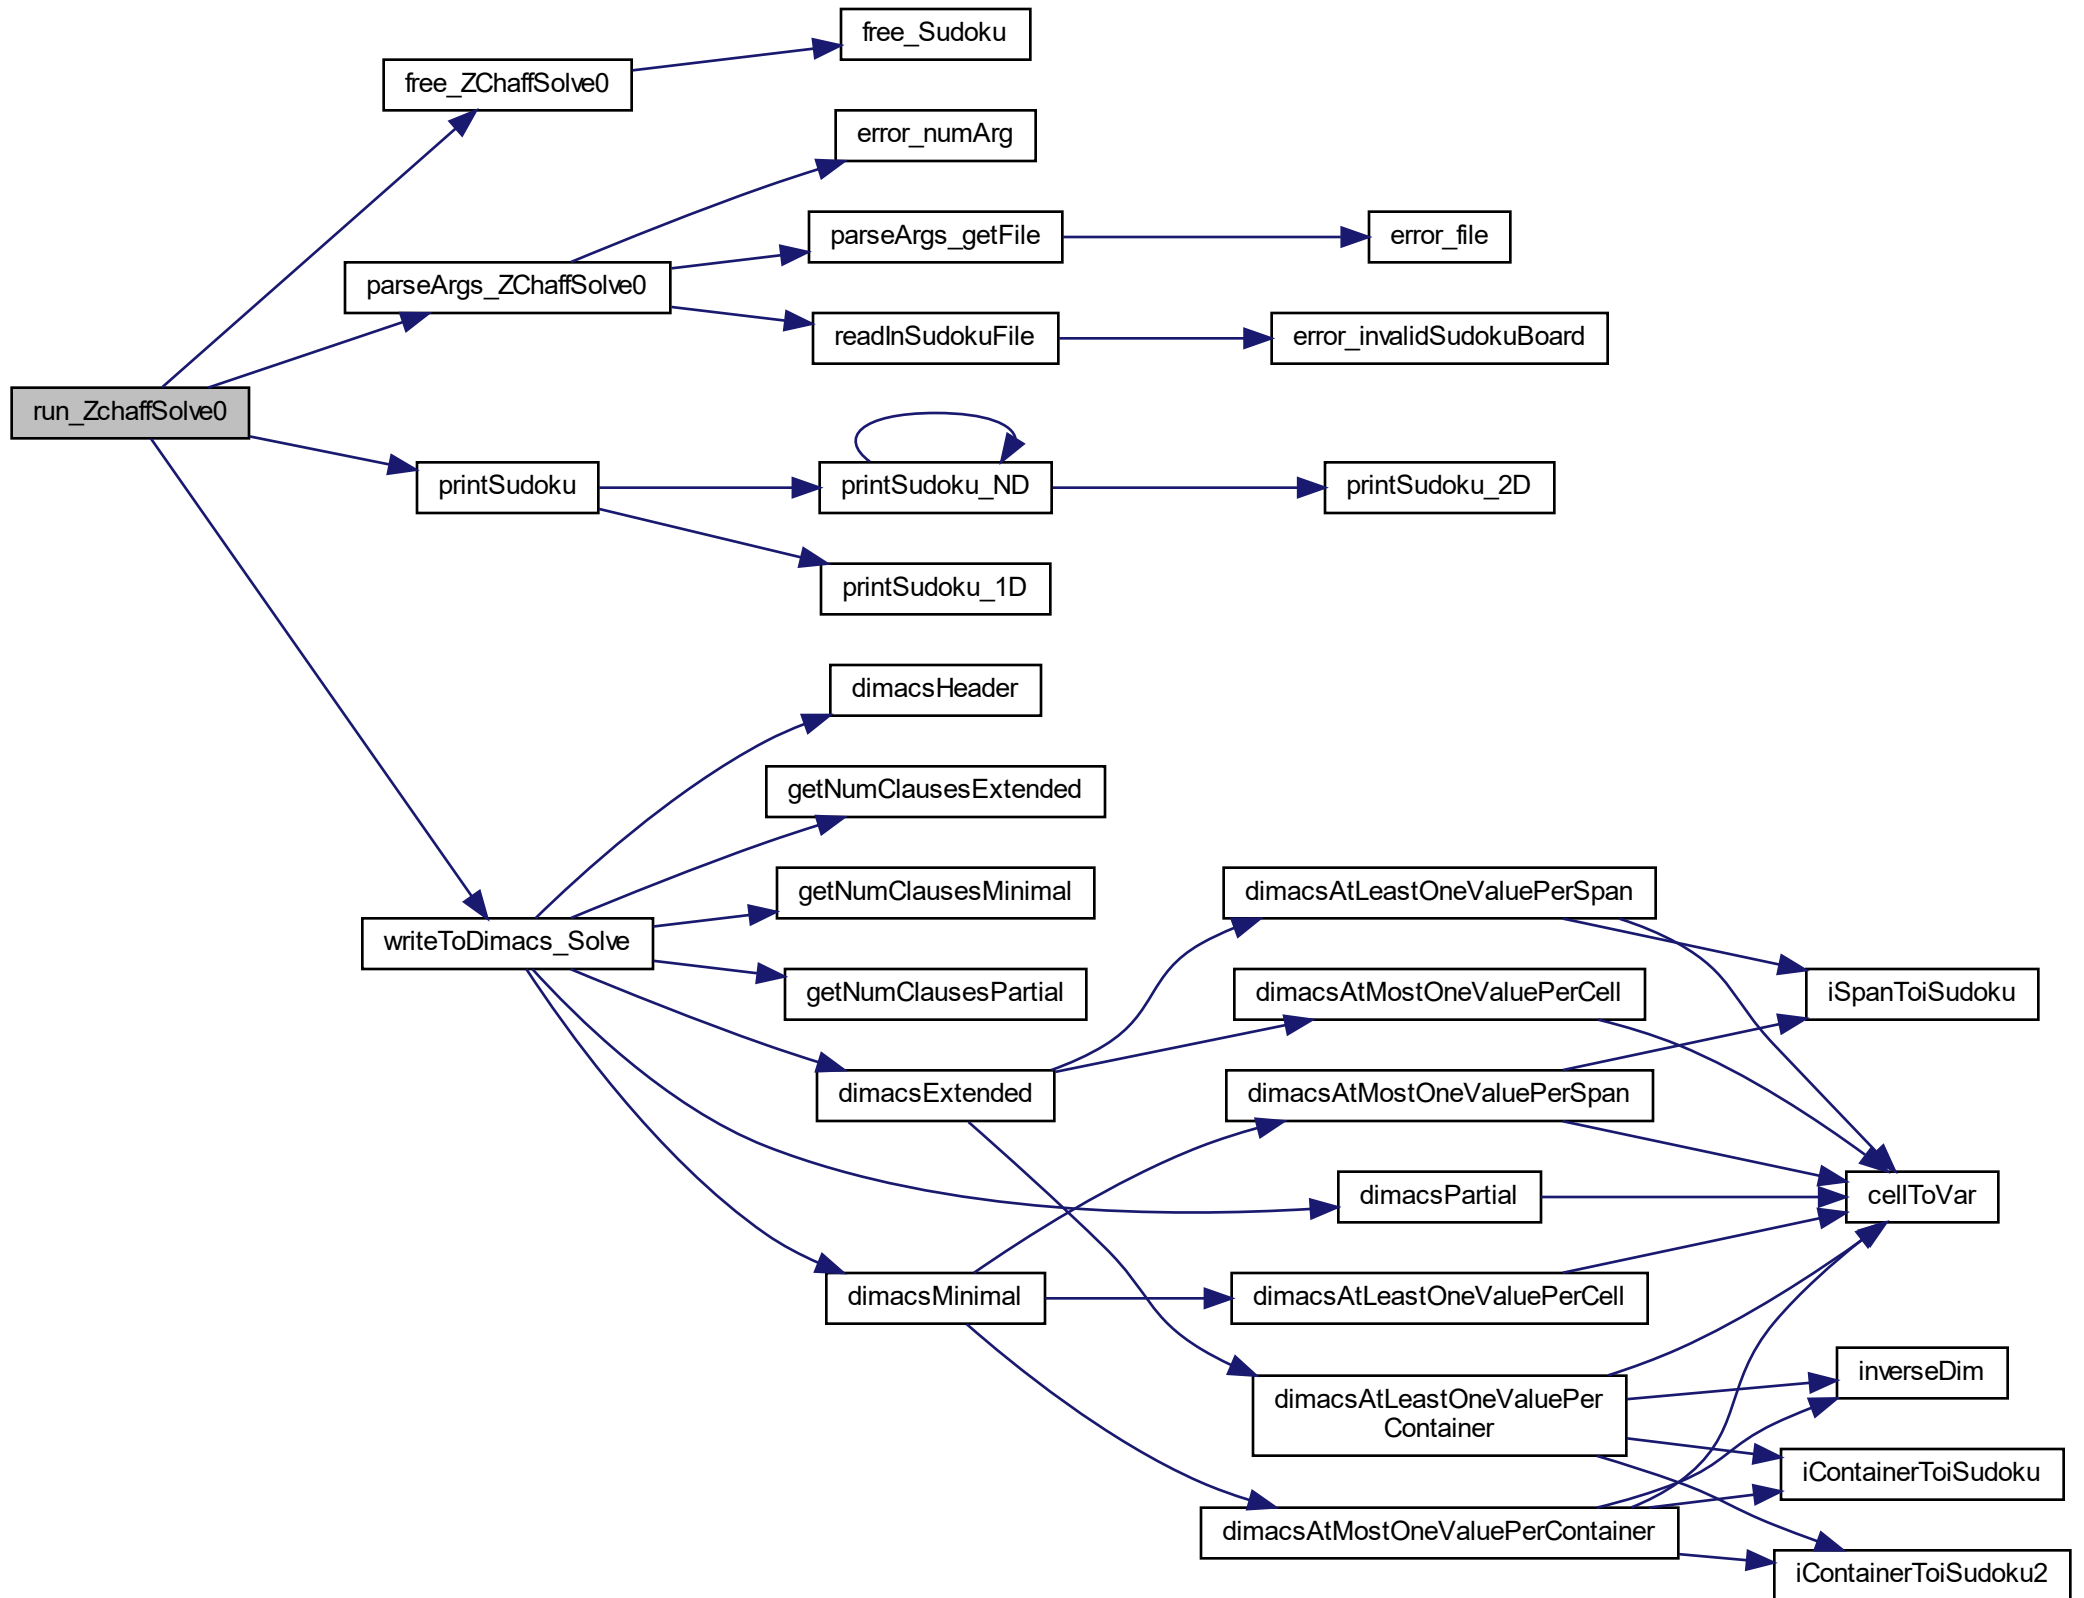 free_Sudoku
free_ZChaffSolve0
error_numArg
parseArgs_getFile
error_file
parseArgs_ZChaffSolve0
readInSudokuFile
error_invalidSudokuBoard
run_ZchaffSolve0
printSudoku
printSudoku_ND
printSudoku_2D
printSudoku_1D
dimacsHeader
getNumClausesExtended
getNumClausesMinimal
dimacsAtLeastOneValuePerSpan
writeToDimacs_Solve
getNumClausesPartial
dimacsAtMostOneValuePerCell
iSpanToiSudoku
dimacsExtended
dimacsAtMostOneValuePerSpan
dimacsPartial
cellToVar
dimacsMinimal
dimacsAtLeastOneValuePerCell
inverseDim
dimacsAtLeastOneValuePer
Container
iContainerToiSudoku
dimacsAtMostOneValuePerContainer
iContainerToiSudoku2